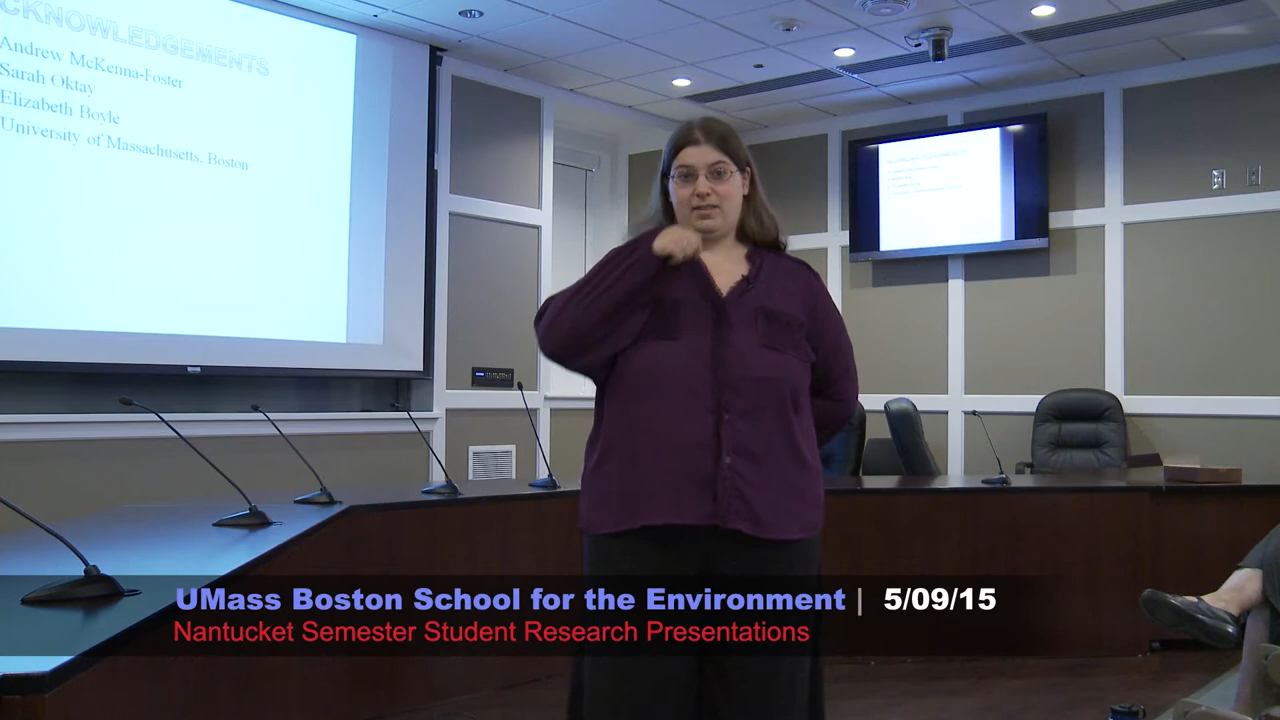 CKNOWLEDGEMENTS
Andrew McKenna-Foster
Sarah Oktay
Elizabeth Boyle
University of Massachusetts, Boston
UMass Boston School for the Environment | 5/09/15
Nantucket Semester Student Research Presentations